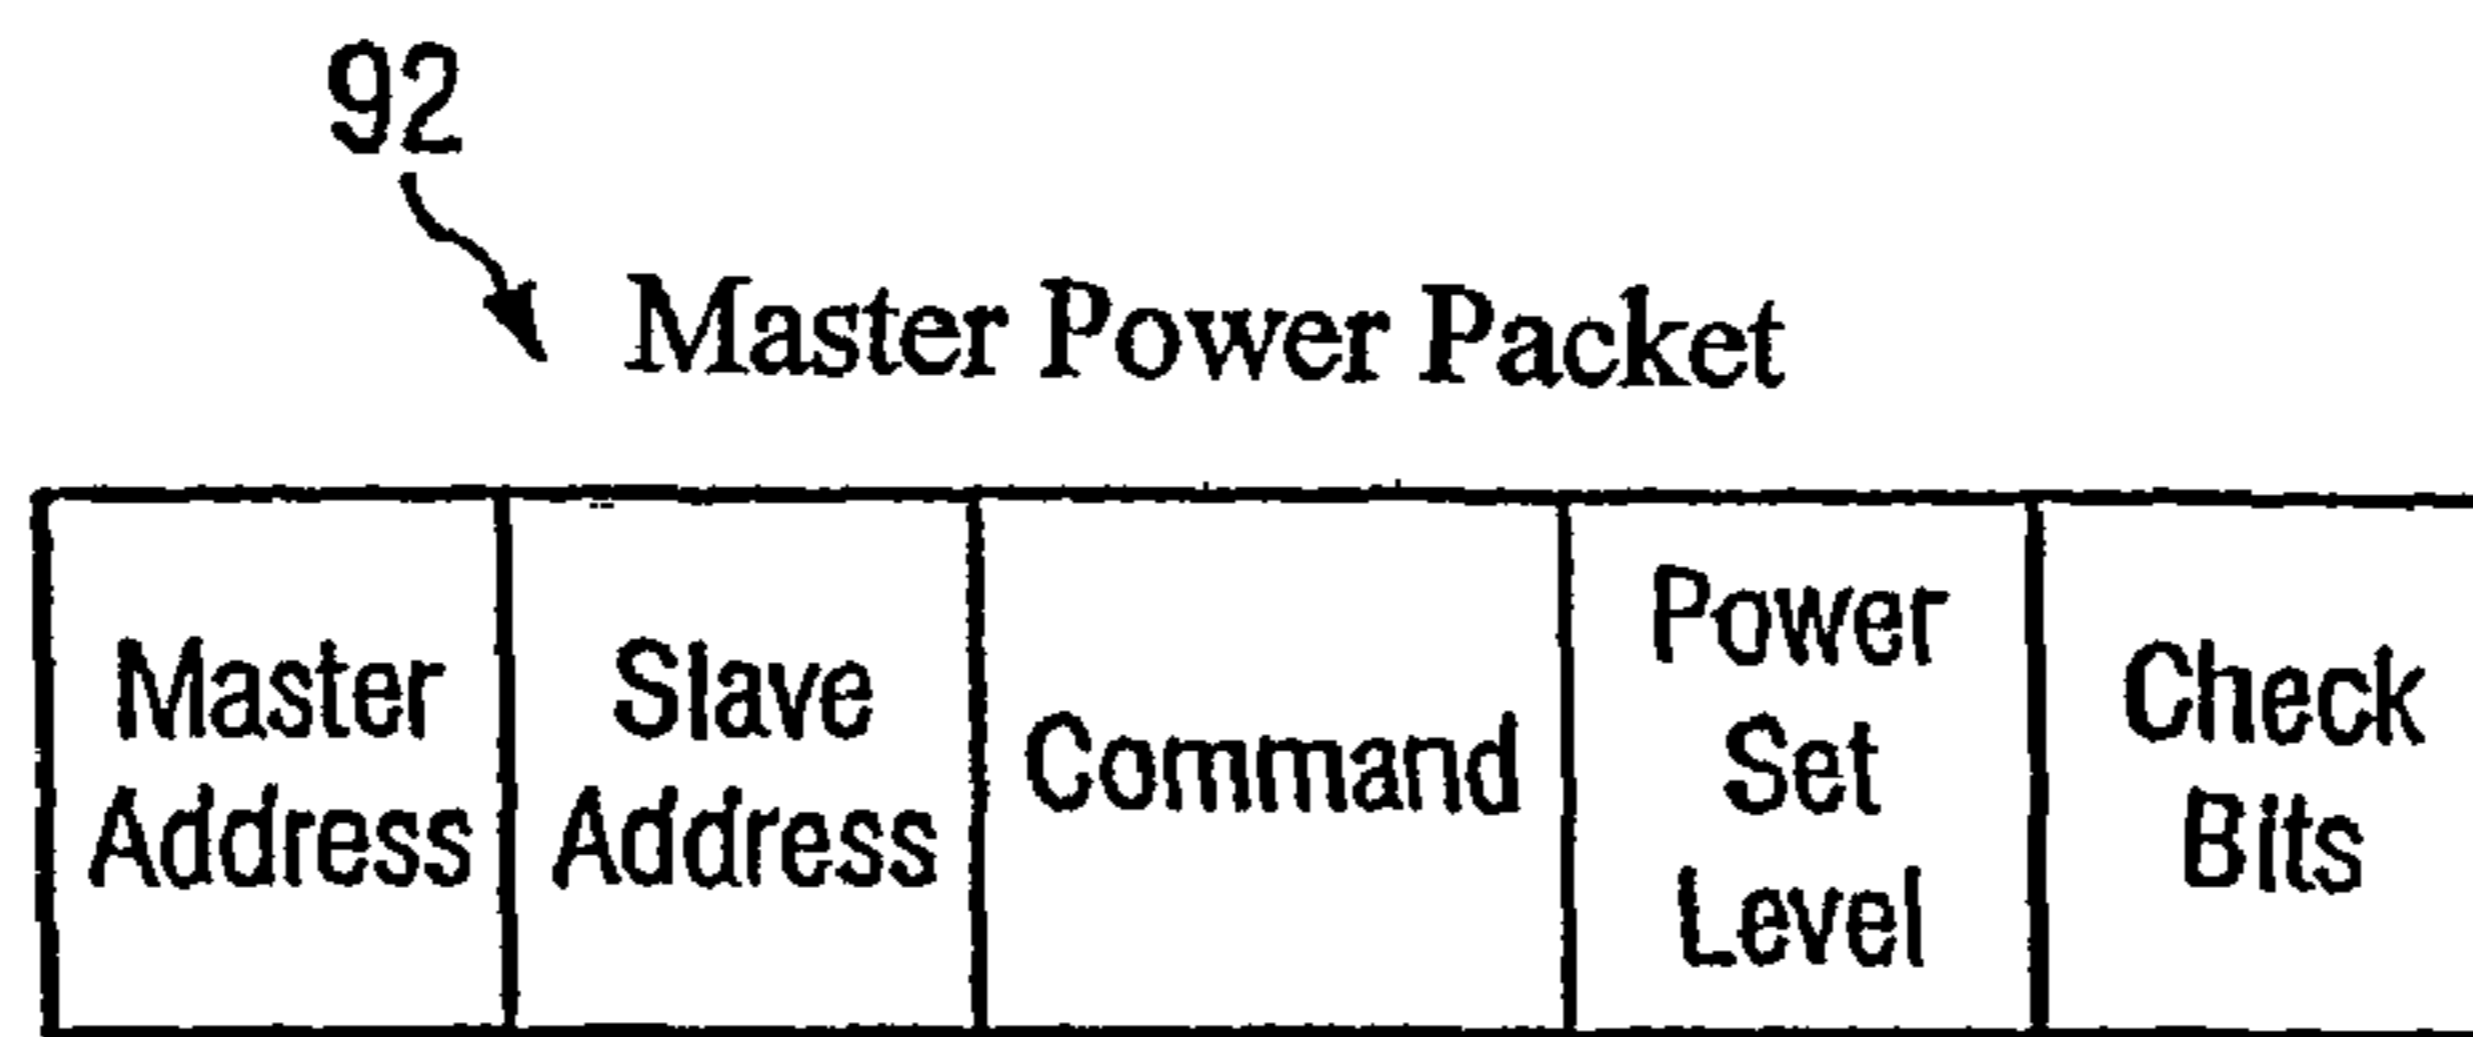 92
Master Power Packet
Master
Address
Slave
Address
Command
Power
Set
Level
Check
Bits